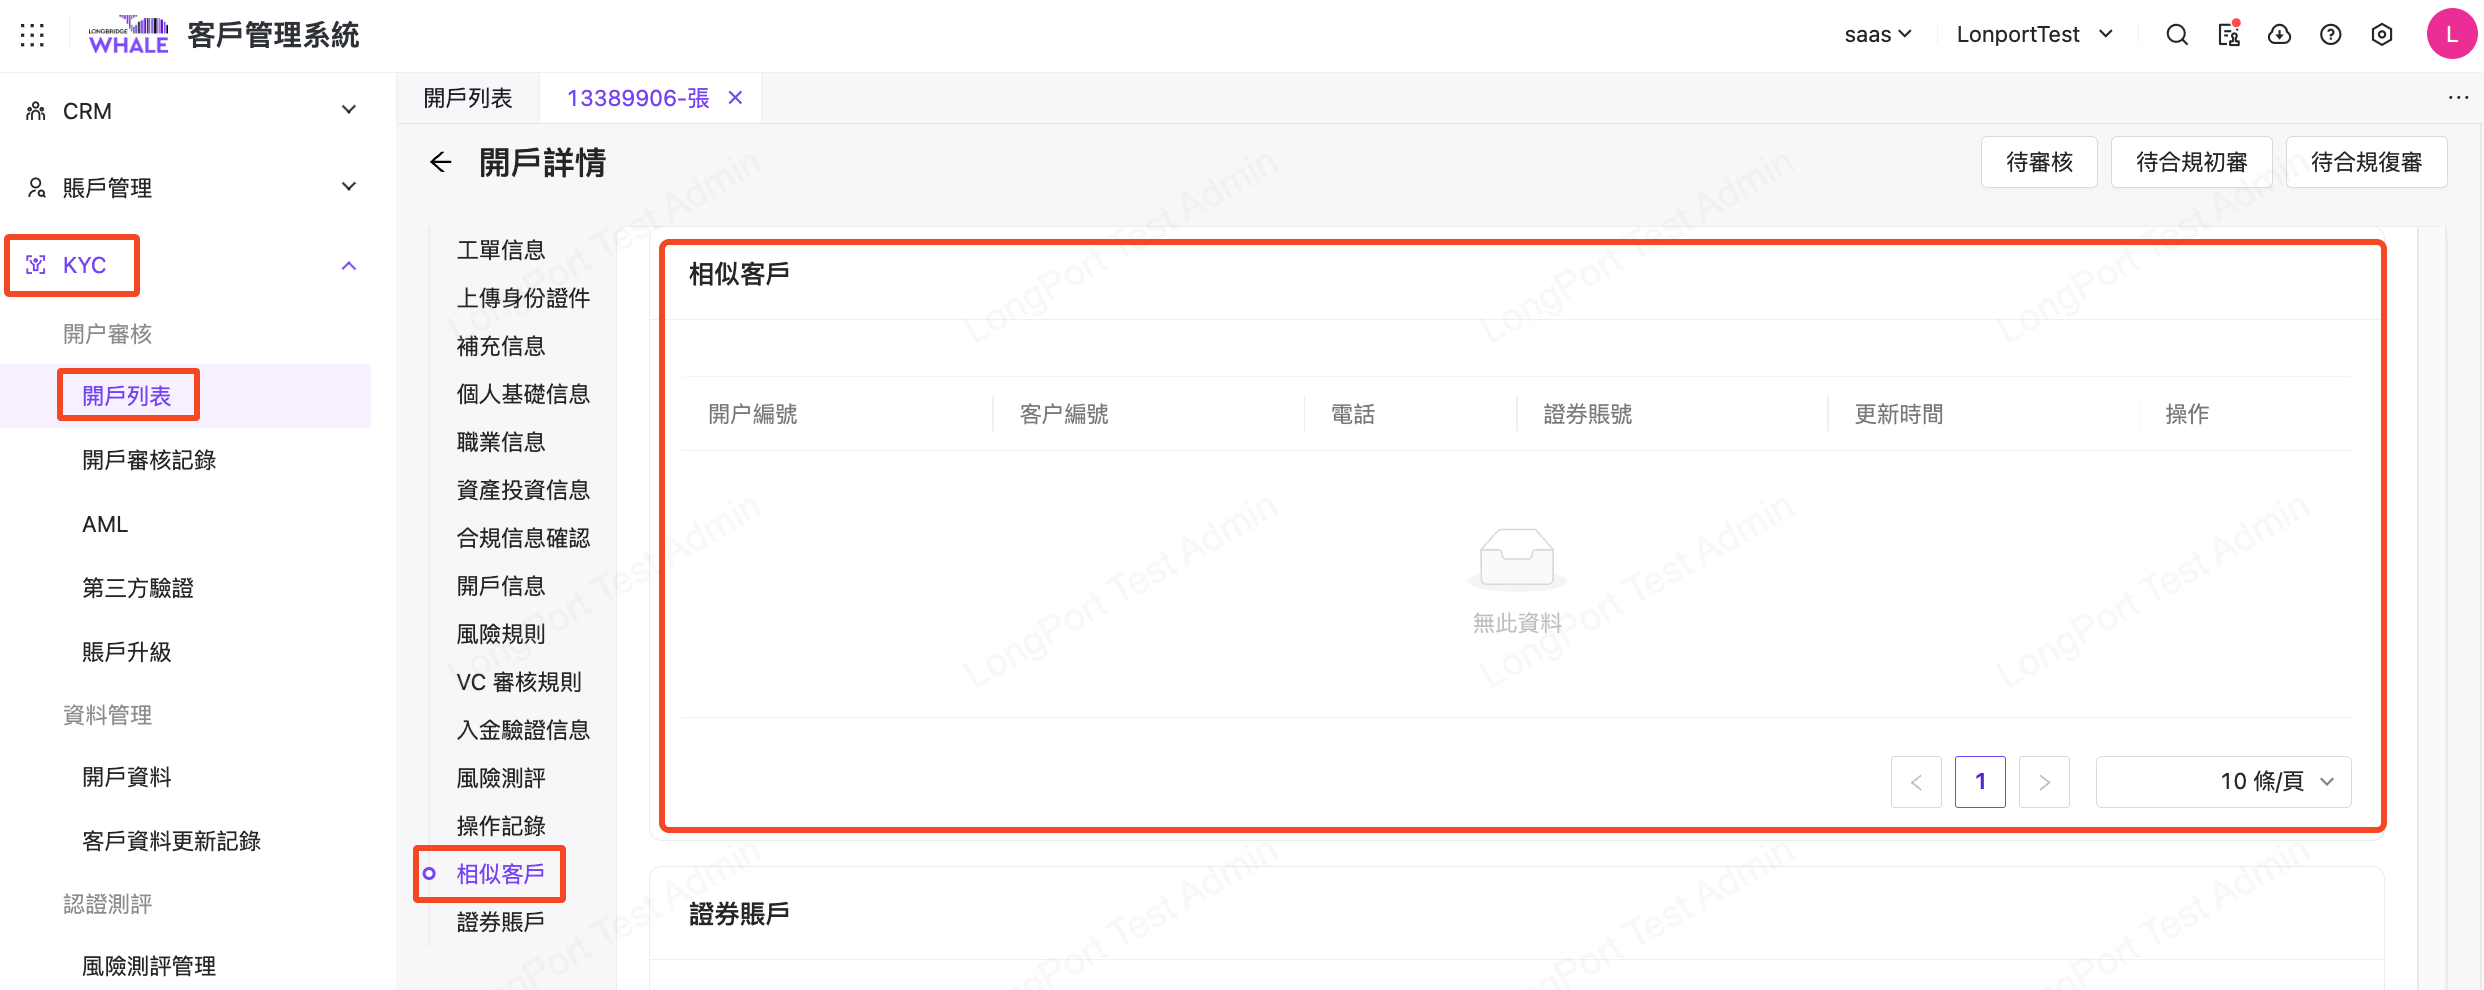 LONGBRIDGE
WHALE
客戶管理系統
saas
LonportTest
L
CRM
賬戶管理
KYC
開户審核
開戶列表
開戶審核記錄
AML
第三方驗證
賬戶升級
資料管理
開戶資料
客戶資料更新記錄
認證測評
風險測評管理
開戶列表
13389906-張
開戶詳情
待審核
待合規初審
待合規復審
工單信息
上傳身份證件
補充信息
個人基礎信息
職業信息
資產投資信息
合規信息確認
開戶信息
風險規則
VC 審核規則
入金驗證信息
風險測評
操作記錄
相似客戶
證券賬戶
相似客戶
開户編號
客户編號
電話
證券賬號
更新時間
操作
無此資料
1
10 條/頁
證券賬戶
LongPort Test Admin